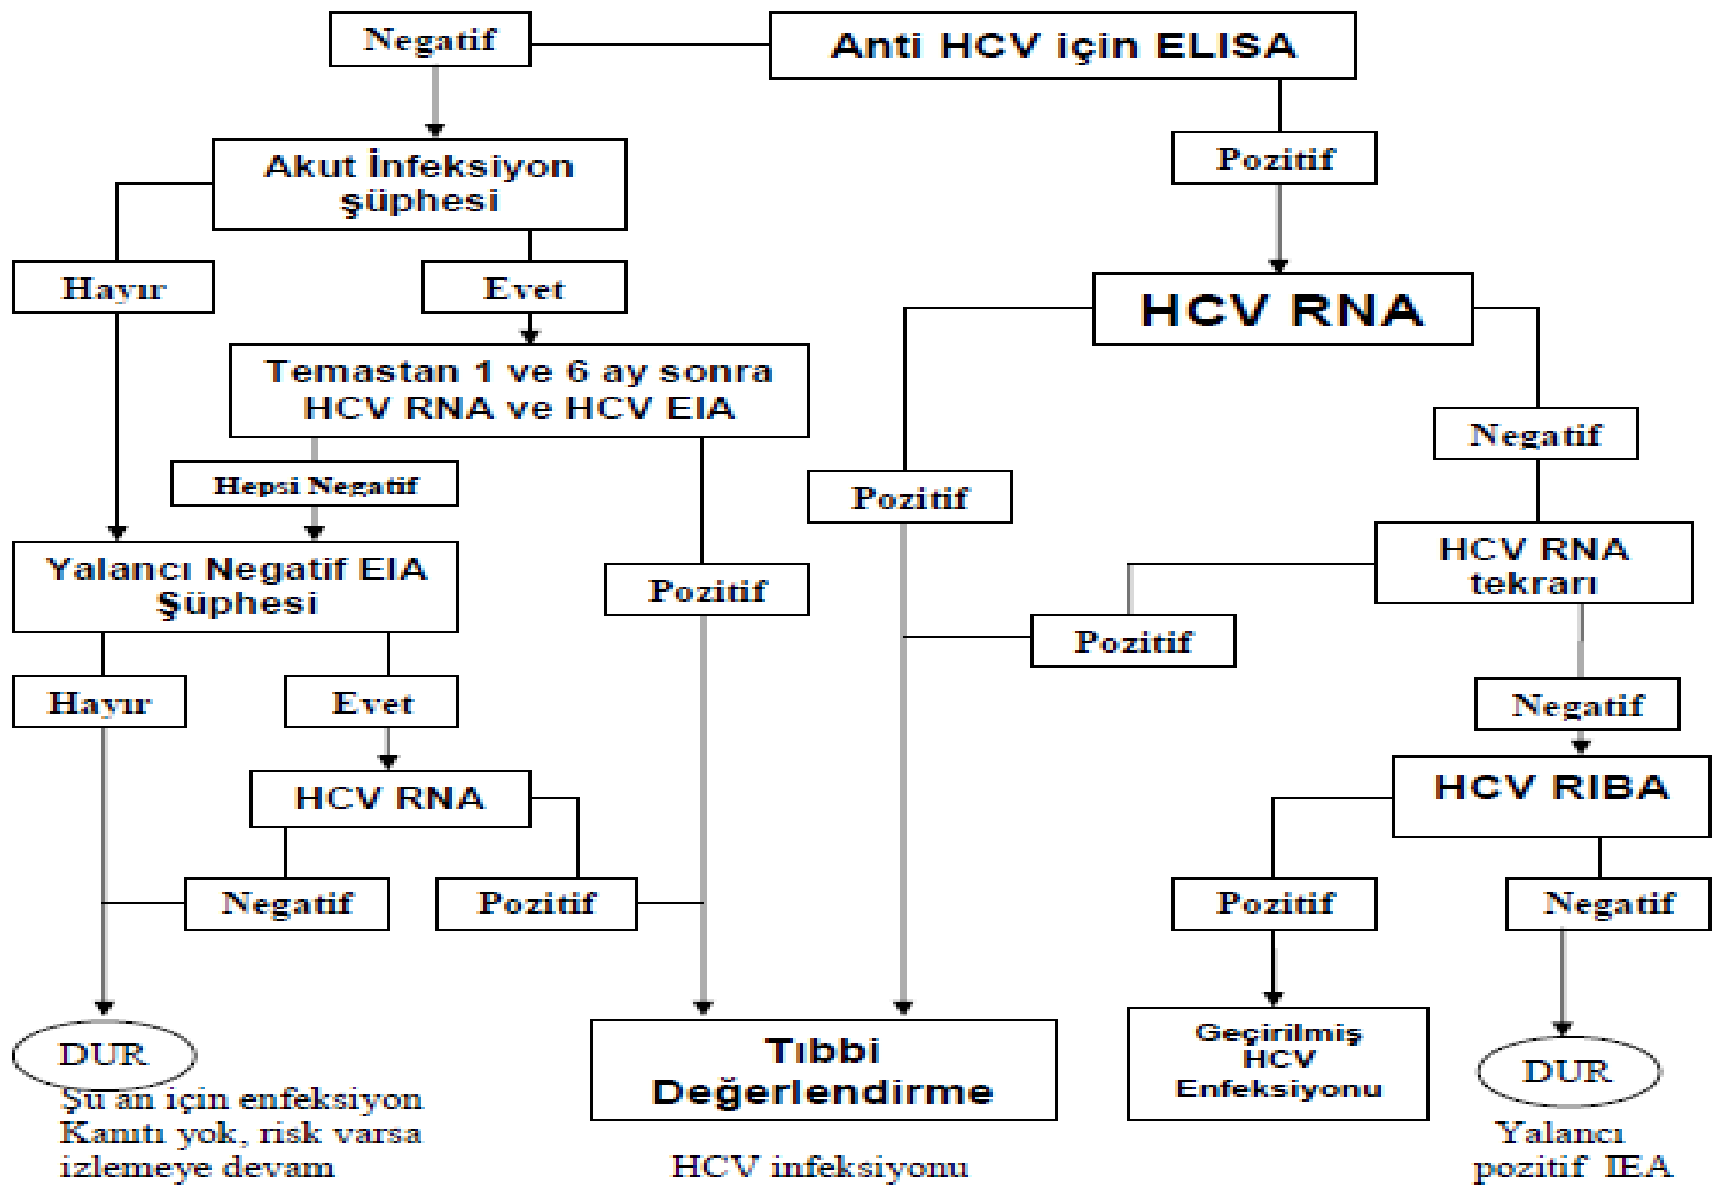 Negatif
Anti HCV için ELISA
Akut İnfeksiyon
şüphesi
Pozitif
Hayır
Evet
HCV RNA
Temastan 1 ve 6 ay sonra
HCV RNA ve HCV EIA
Negatif
Hepsi Negatif
Pozitif
Yalancı Negatif EIA
Şüphesi
Pozitif
HCV RNA
tekrarı
Pozitif
Hayır
Evet
Negatif
HCV RNA
HCV RIBA
Negatif
Pozitif
Pozitif
Negatif
DUR
Şu an için enfeksiyon
Kanıtı yok, risk varsa
izlemeye devam
Tıbbi
Değerlendirme
HCV infeksiyonu
Geçirilmiş
HCV
Enfeksiyonu
DUR
Yalancı
pozitif IEA